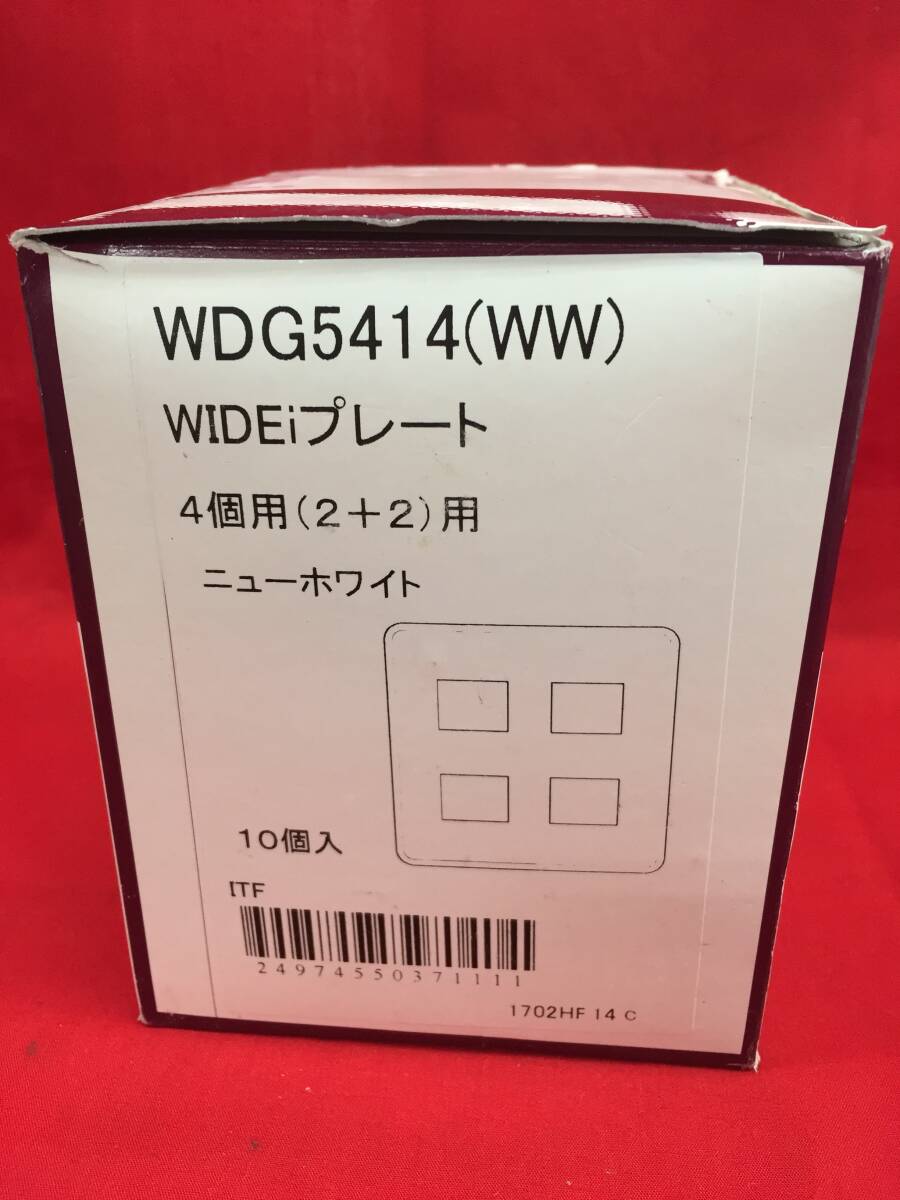 WDG5414(WW)
WIDEiプレート
4個用(2+2)用
ニューホワイト
10個入
ITF
24974550371111
1702HF 14 C